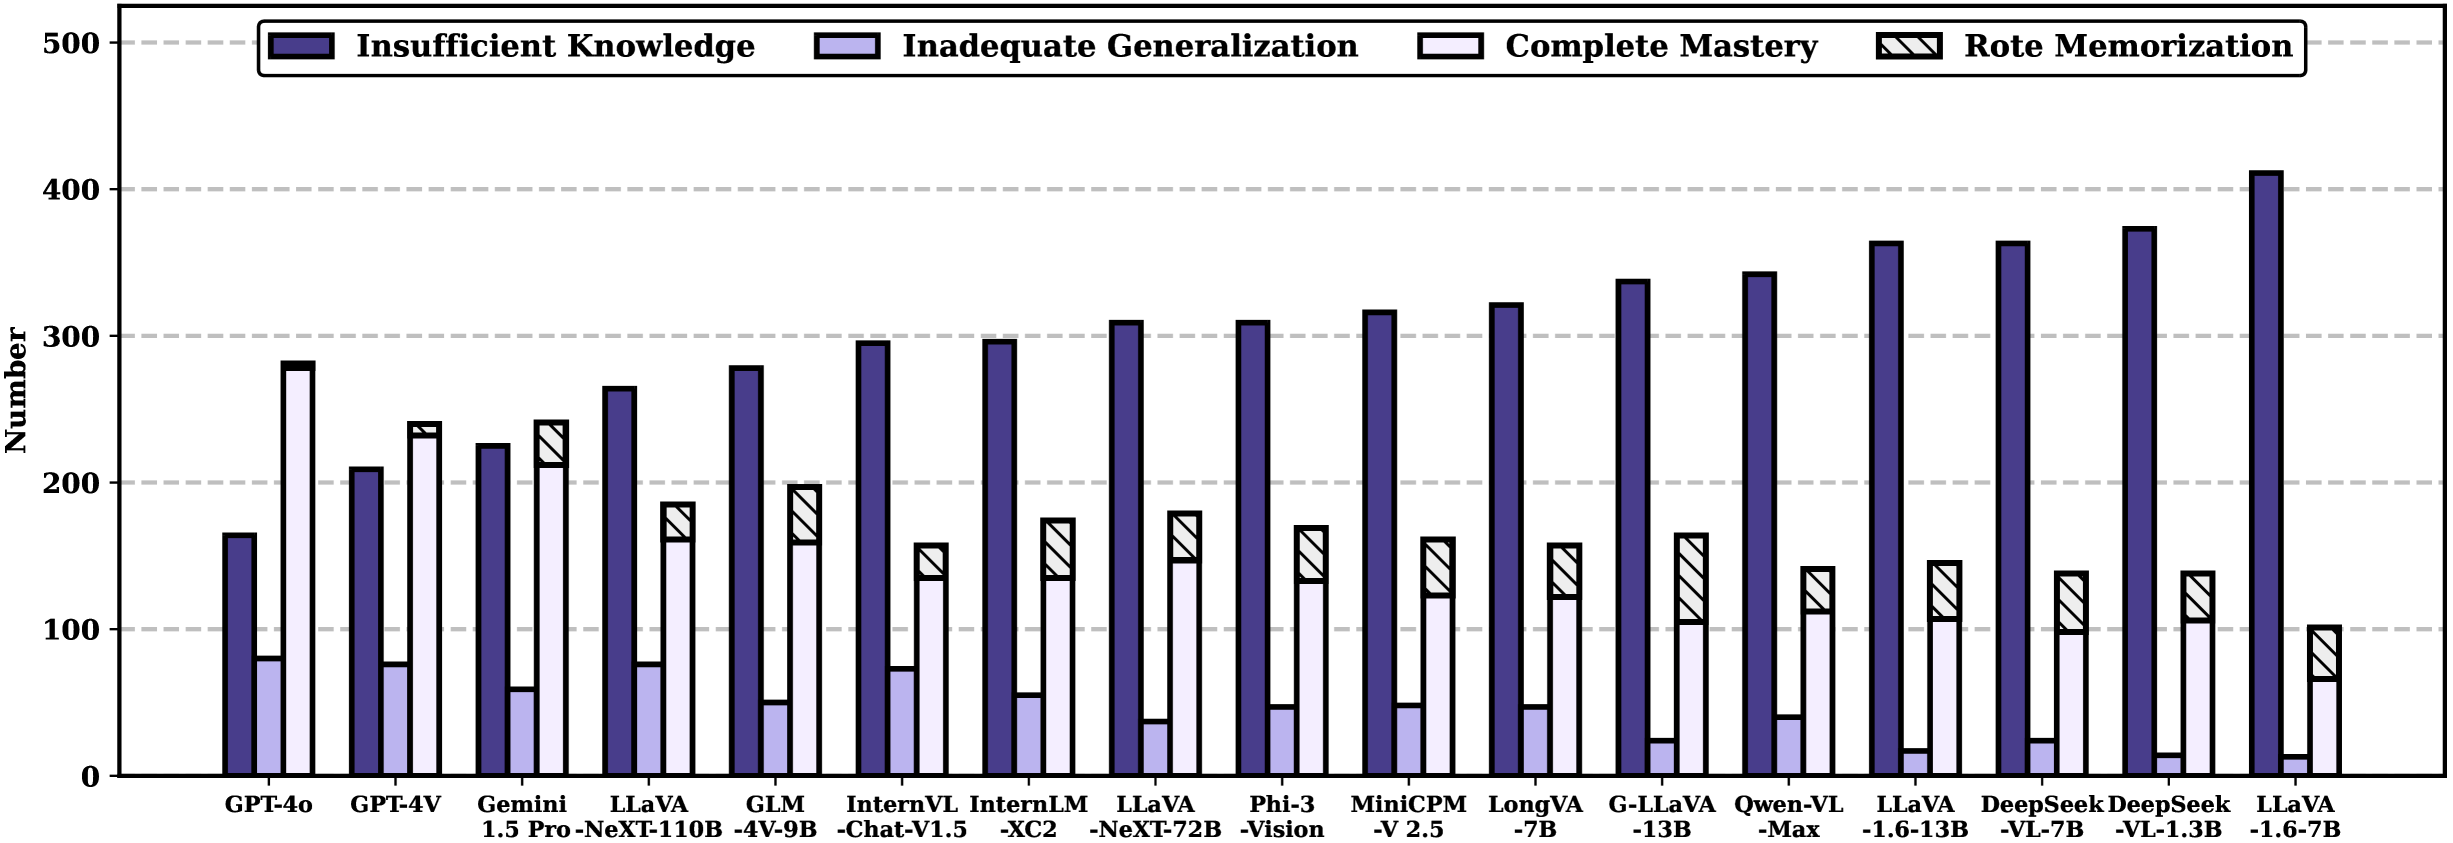 Insufficient Knowledge Inadequate Generalization Complete Mastery Rote Memorization
500
400
300
200
100
0
Number
GPT-4o GPT-4V Gemini LLaVA GLM InternVL InternLM LLaVA Phi-3 MiniCPM LongVA G-LLaVA Qwen-VL LLaVA DeepSeek DeepSeek LLaVA
1.5 Pro -NeXT-110B -4V-9B -Chat-V1.5 -XC2 -NeXT-72B -Vision -V 2.5 -7B -13B -Max -1.6-13B -VL-7B -VL-1.3B -1.6-7B